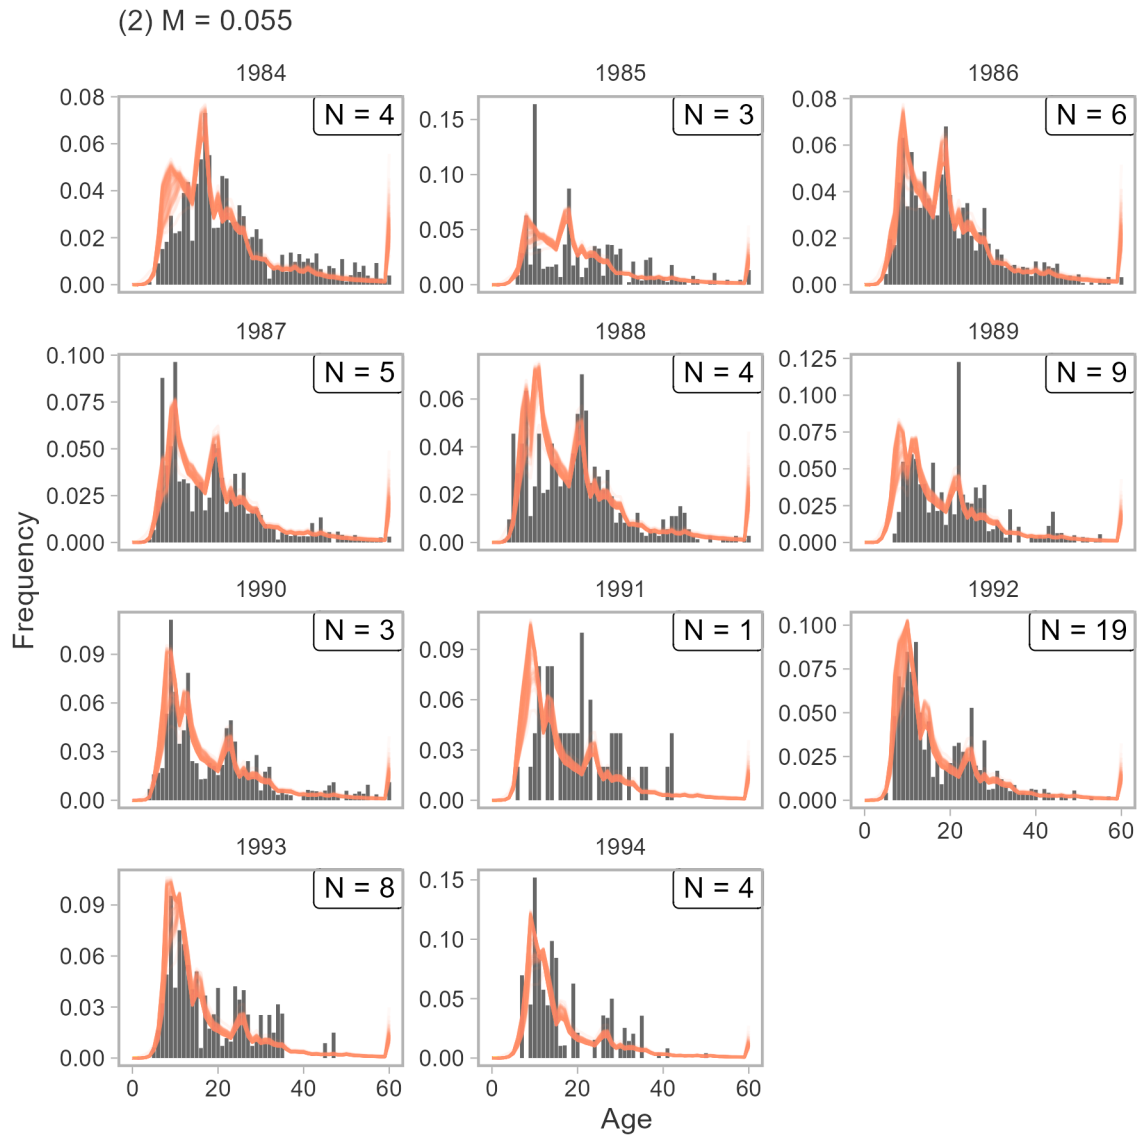 (2) M = 0.055
1984 1985 1986
N = 4 N = 3 N = 6
0.08 0.06 0.04 0.02 0.00
0.15 0.10 0.05 0.00
0.08 0.06 0.04 0.02 0.00
1987 1988 1989
N = 5 N = 4 N = 9
0.100 0.075 0.050 0.025 0.000
0.06 0.04 0.02 0.00
0.125 0.100 0.075 0.050 0.025 0.000
Frequency
1990 1991 1992
N = 3 N = 1 N = 19
0.09 0.06 0.03 0.00
0.09 0.06 0.03 0.00
0.100 0.075 0.050 0.025 0.000
0 20 40 60
1993 1994
N = 8 N = 4
0.09 0.06 0.03 0.00
0.15 0.10 0.05 0.00
0 20 40 60
0 20 40 60
Age